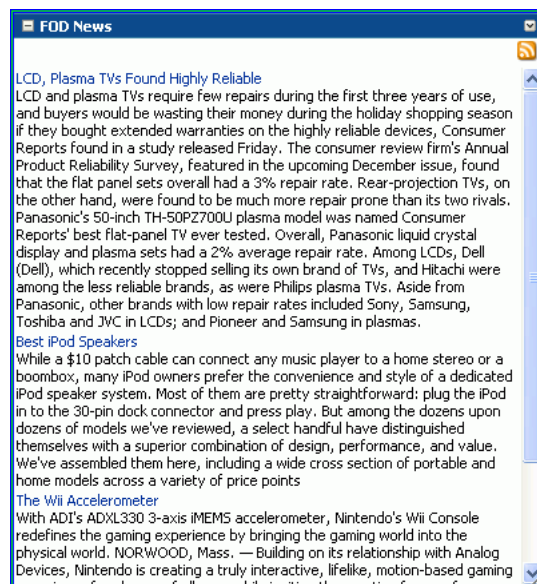 FOD News
LCD, Plasma TVs Found Highly Reliable
LCD and plasma TVs require few repairs during the first three years of use,
and buyers would be wasting their money during the holiday shopping season
if they bought extended warranties on the highly reliable devices, Consumer
Reports found in a study released Friday. The consumer review firm's Annual
Product Reliability Survey, featured in the upcoming December issue, found
that the flat panel sets overall had a 3% repair rate. Rear-projection TVs, on
the other hand, were found to be much more repair prone than its two rivals.
Panasonic's 50-inch TH-50PZ700U plasma model was named Consumer
Reports' best flat-panel TV ever tested. Overall, Panasonic liquid crystal
display and plasma sets had a 2% average repair rate. Among LCDs, Dell
(Dell), which recently stopped selling its own brand of TVs, and Hitachi were
among the less reliable brands, as were Philips plasma TVs. Aside from
Panasonic, other brands with low repair rates included Sony, Samsung,
Toshiba and JVC in LCDs; and Pioneer and Samsung in plasmas.
Best iPod Speakers
While a $10 patch cable can connect any music player to a home stereo or a
boombox, many iPod owners prefer the convenience and style of a dedicated
iPod speaker system. Most of them are pretty straightforward: plug the iPod
in to the 30-pin dock connector and press play. But among the dozens upon
dozens of models we've reviewed, a select handful have distinguished
themselves with a superior combination of design, performance, and value.
We've assembled them here, including a wide cross section of portable and
home models across a variety of price points
The Wii Accelerometer
With ADI's ADXL330 3-axis iMEMS accelerometer, Nintendo's Wii Console
redefines the gaming experience by bringing the gaming world into the
physical world. NORWOOD, Mass. — Building on its relationship with Analog
Devices, Nintendo is creating a truly interactive, lifelike, motion-based gaming